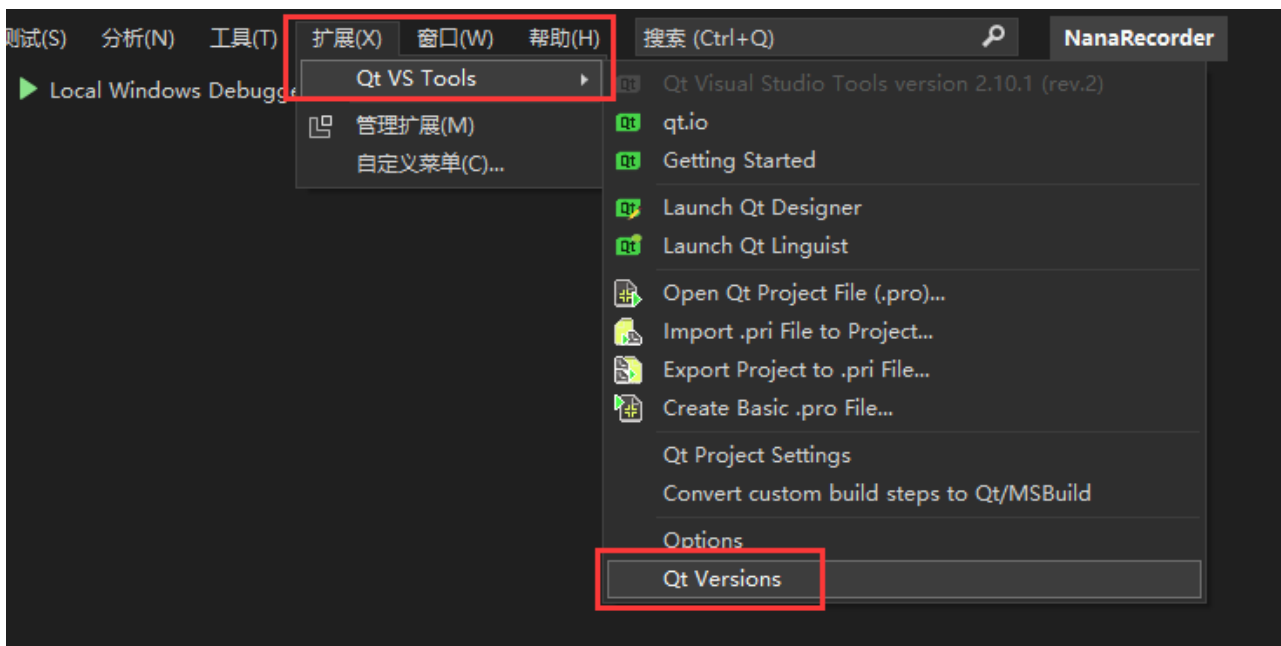 测试(S) 分析(N) 工具(T) 扩展(X) 窗口(W) 帮助(H) 搜索 (Ctrl+Q) NanaRecorder
Local Windows Debugge
Qt VS Tools
管理扩展(M)
自定义菜单(C)...
Qt Visual Studio Tools version 2.10.1 (rev.2)
qt.io
Getting Started
Launch Qt Designer
Launch Qt Linguist
Open Qt Project File (.pro)...
Import .pri File to Project...
Export Project to .pri File...
Create Basic .pro File...
Qt Project Settings
Convert custom build steps to Qt/MSBuild
Options
Qt Versions